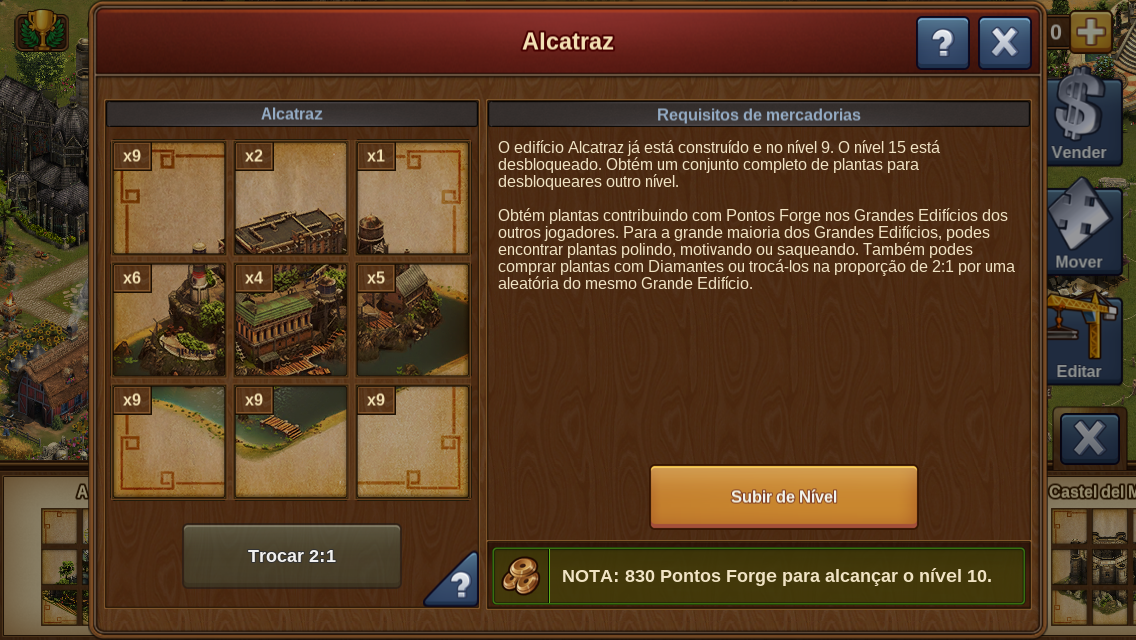 Alcatraz
?
X
0
Alcatraz
Requisitos de mercadorias
x9
x2
x1
x6
x4
x5
x9
x9
x9
O edifício Alcatraz já está construído e no nível 9. O nível 15 está
desbloqueado. Obtém um conjunto completo de plantas para
desbloqueares outro nível.
Obtém plantas contribuindo com Pontos Forge nos Grandes Edifícios dos
outros jogadores. Para a grande maioria dos Grandes Edifícios, podes
encontrar plantas polindo, motivando ou saqueando. Também podes
comprar plantas com Diamantes ou trocá-los na proporção de 2:1 por uma
aleatória do mesmo Grande Edifício.
Subir de Nível
Trocar 2:1
?
NOTA: 830 Pontos Forge para alcançar o nível 10.
$
Vender
Mover
Editar
X
Castel del M